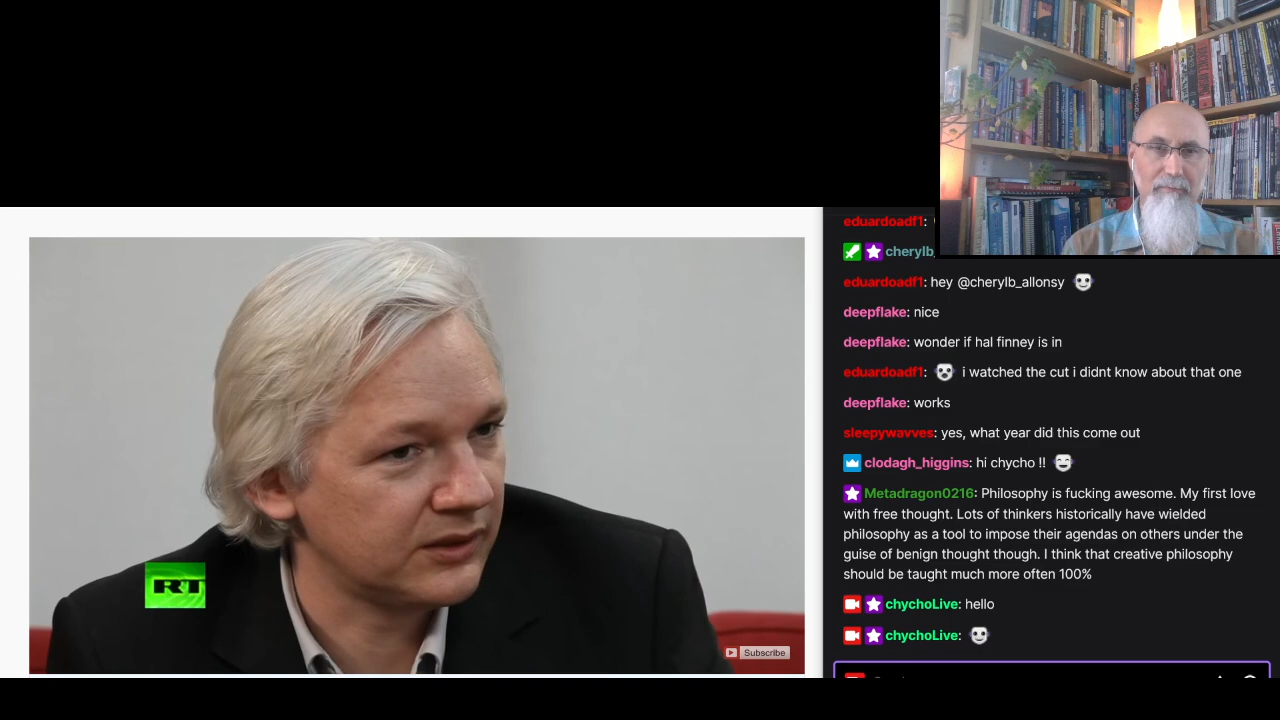 eduardoadf1:
cherylb_
eduardoadf1: hey @cherylb_allonsy
deepflake: nice
deepflake: wonder if hal finney is in
eduardoadf1: i watched the cut i didnt know about that one
deepflake: works
sleepywavves: yes, what year did this come out
clodagh_higgins: hi chycho !!
Metadragon0216: Philosophy is fucking awesome. My first love
with free thought. Lots of thinkers historically have wielded
philosophy as a tool to impose their agendas on others under the
guise of benign thought though. I think that creative philosophy
should be taught much more often 100%
chychoLive: hello
chychoLive:
RT
Subscribe